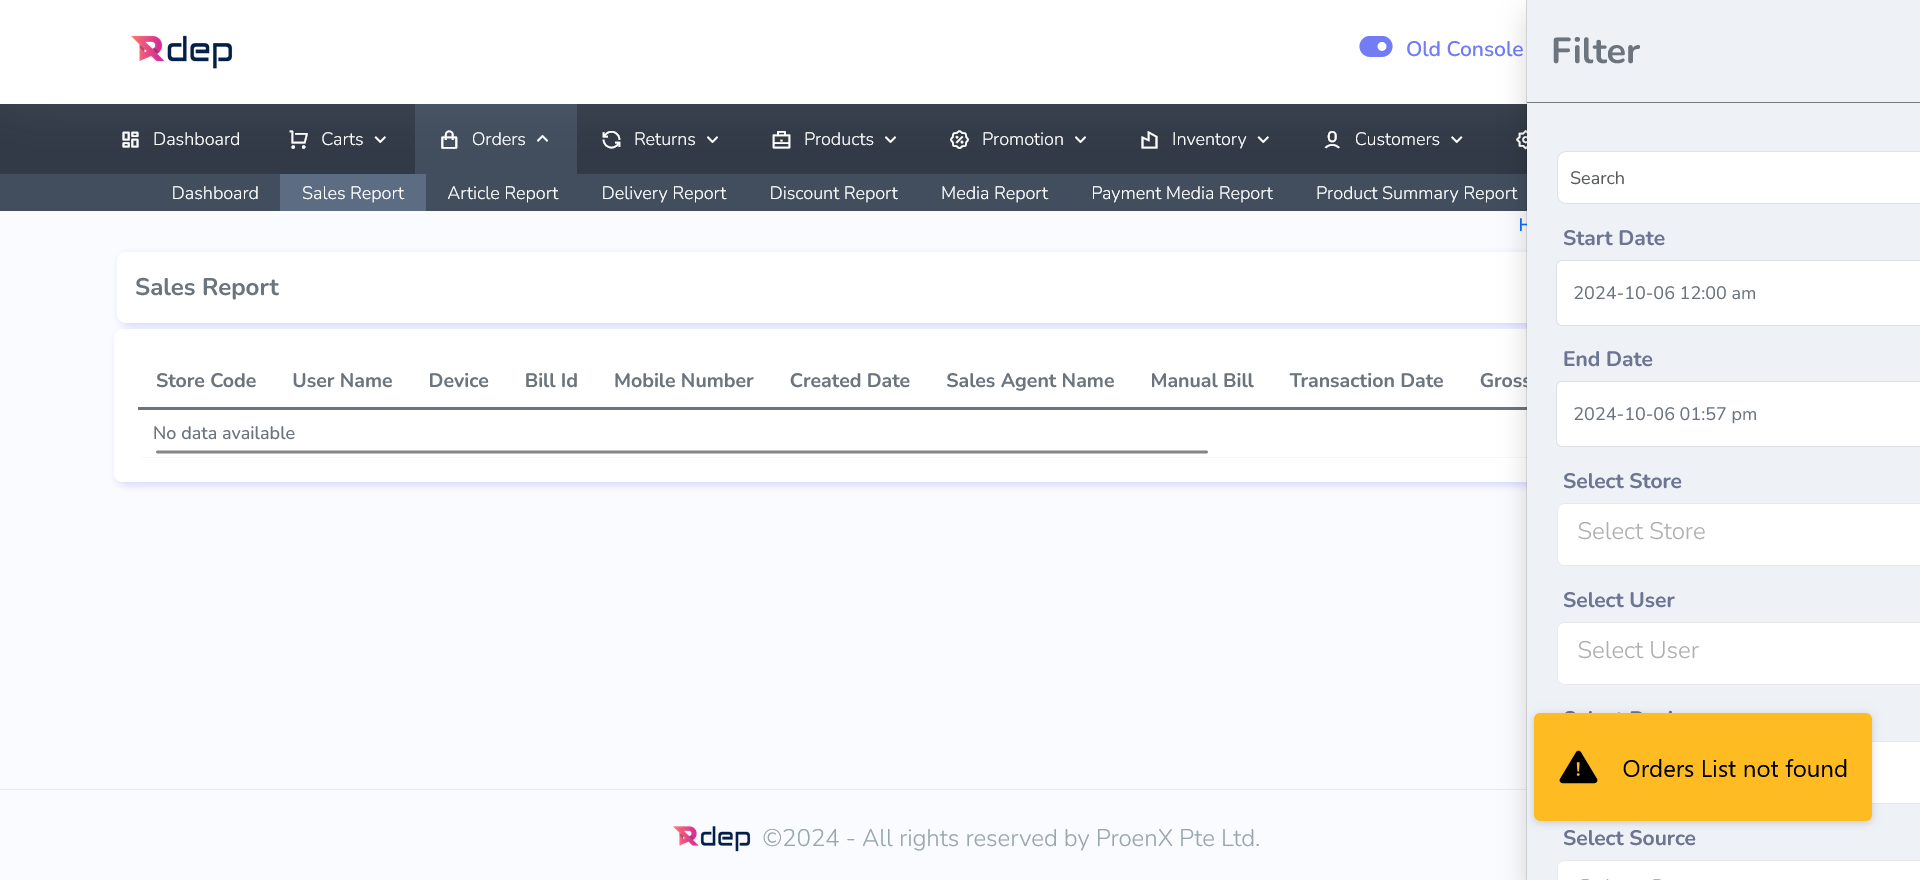 Rdep
Old Console
Dashboard Carts Orders Returns Products Promotion Inventory Customers
Dashboard Sales Report Article Report Delivery Report Discount Report Media Report Payment Media Report Product Summary Report
Sales Report
Store Code User Name Device Bill Id Mobile Number Created Date Sales Agent Name Manual Bill Transaction Date Gross
No data available
Rdep ©2024 - All rights reserved by ProenX Pte Ltd.
Filter
Search
Start Date
2024-10-06 12:00 am
End Date
2024-10-06 01:57 pm
Select Store
Select Store
Select User
Select User
Orders List not found
Select Source